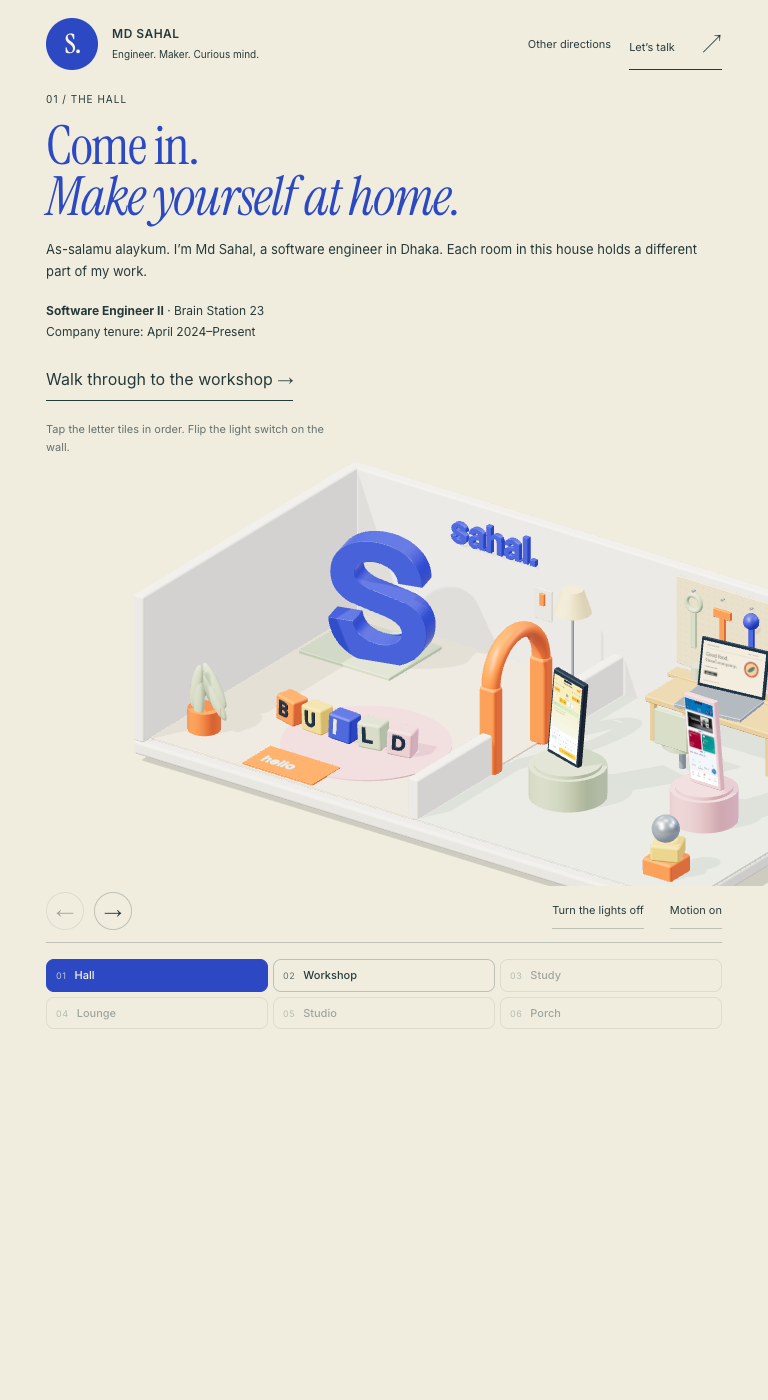 S.
MD SAHAL
Engineer. Maker. Curious mind.
Other directions
Let's talk
01 / THE HALL
Come in.
Make yourself at home.
As-salamu alaykum. I'm Md Sahal, a software engineer in Dhaka. Each room in this house holds a different
part of my work.
Software Engineer II · Brain Station 23
Company tenure: April 2024–Present
Walk through to the workshop →
Tap the letter tiles in order. Flip the light switch on the
wall.
sahal.
S
BUILD
hello
Turn the lights off
Motion on
01 Hall
02 Workshop
03 Study
04 Lounge
05 Studio
06 Porch